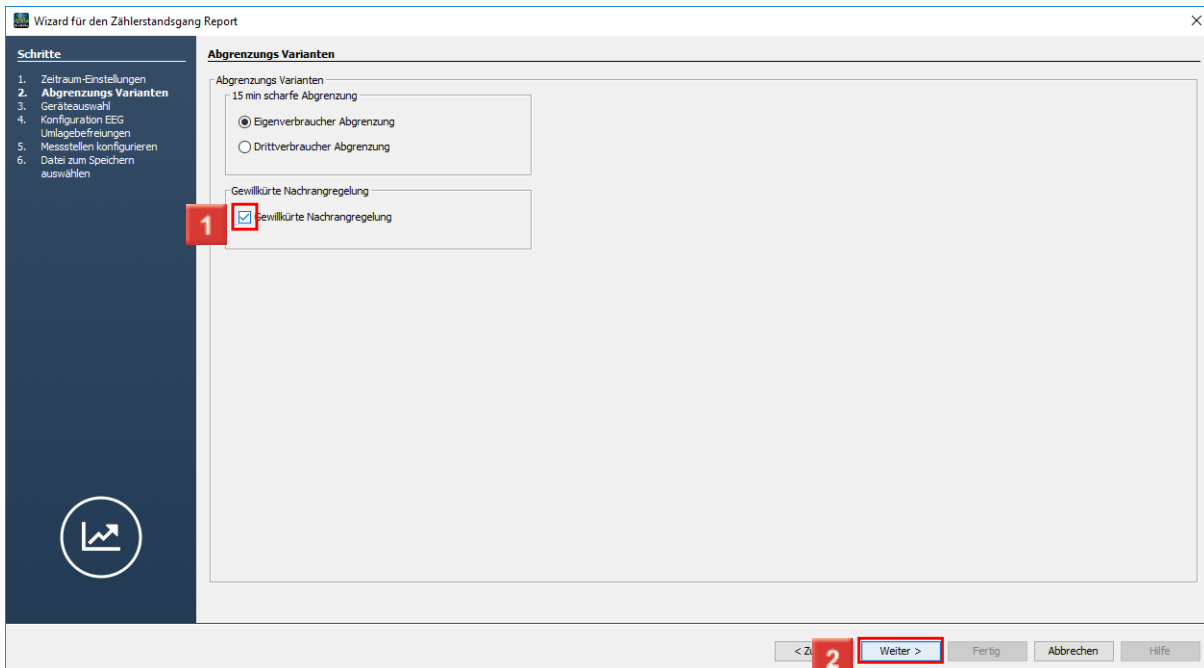 Wizard für den Zählerstandsgang Report
Schritte
1. Zeitraum-Einstellungen
2. Abgrenzungs Varianten
3. Geräteauswahl
4. Konfiguration EEG
Umlagebefreiungen
5. Messstellen konfigurieren
6. Datei zum Speichern
auswählen
Abgrenzungs Varianten
Abgrenzungs Varianten
15 min scharfe Abgrenzung
Eigenverbraucher Abgrenzung
Drittverbraucher Abgrenzung
Gewillkürte Nachrangregelung
1
Gewillkürte Nachrangregelung
2
Weiter >
Fertig
Abbrechen
Hilfe